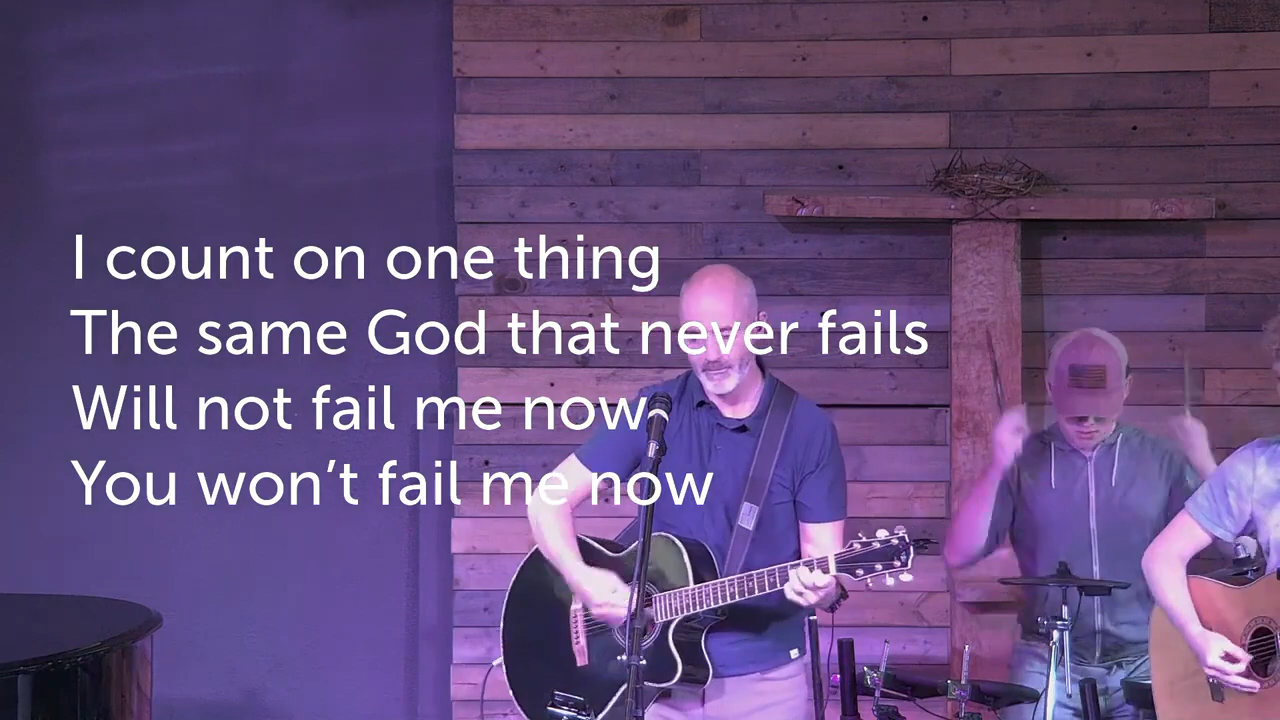 I count on one thing
The same God that never fails
Will not fail me now
You won’t fail me now